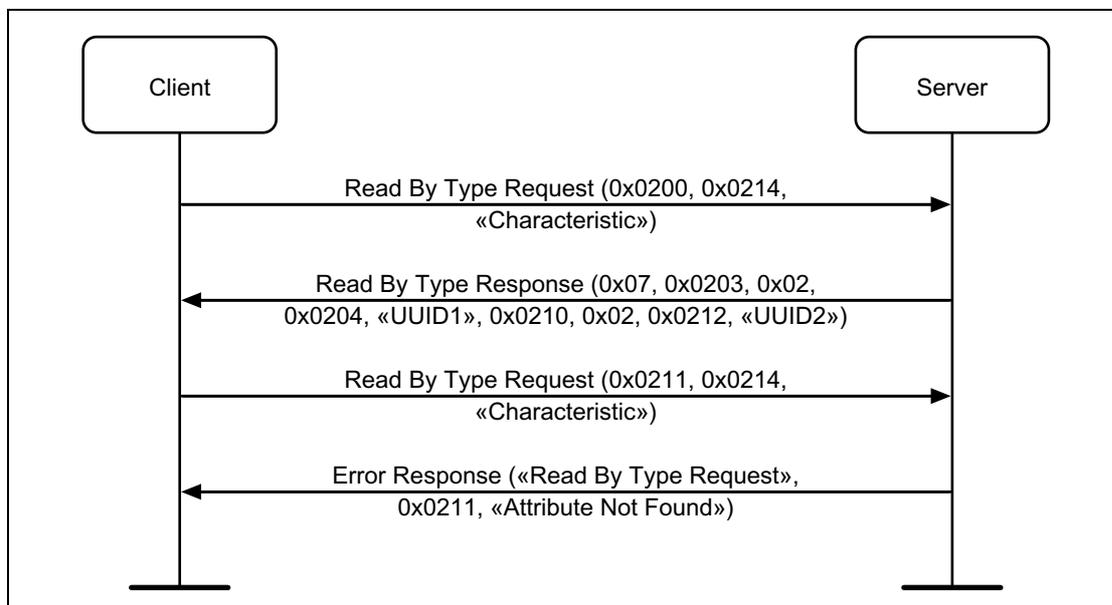 Client
Server
Read By Type Request (0x0200, 0x0214,
«Characteristic»)
Read By Type Response (0x07, 0x0203, 0x02,
0x0204, «UUID1», 0x0210, 0x02, 0x0212, «UUID2»)
Read By Type Request (0x0211, 0x0214,
«Characteristic»)
Error Response («Read By Type Request»,
0x0211, «Attribute Not Found»)